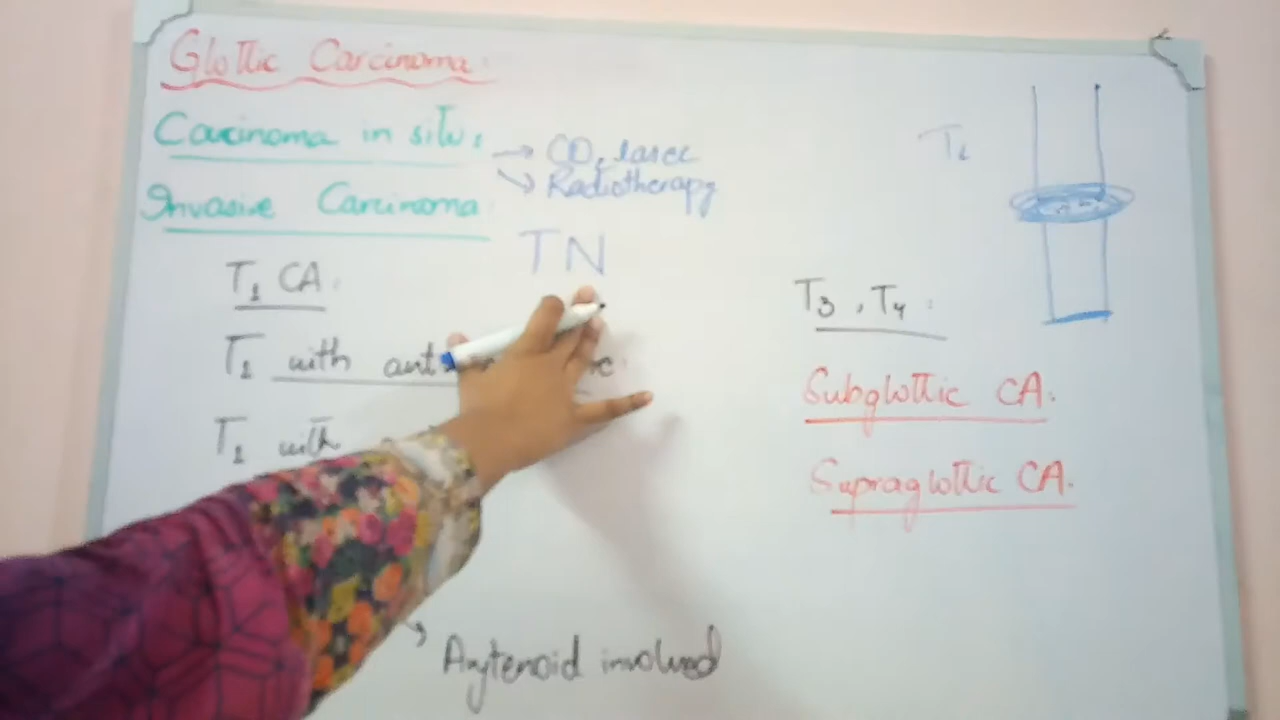 Glottic Carcinoma.
Carcinoma in situ.
→ CO₂ laser
→ Radiotherapy
Invasive Carcinoma.
TN
T₁ CA.
T₁ with
T₁ with
Arytenoid involved
T₃, T₄.
Subglottic CA.
Supraglottic CA.